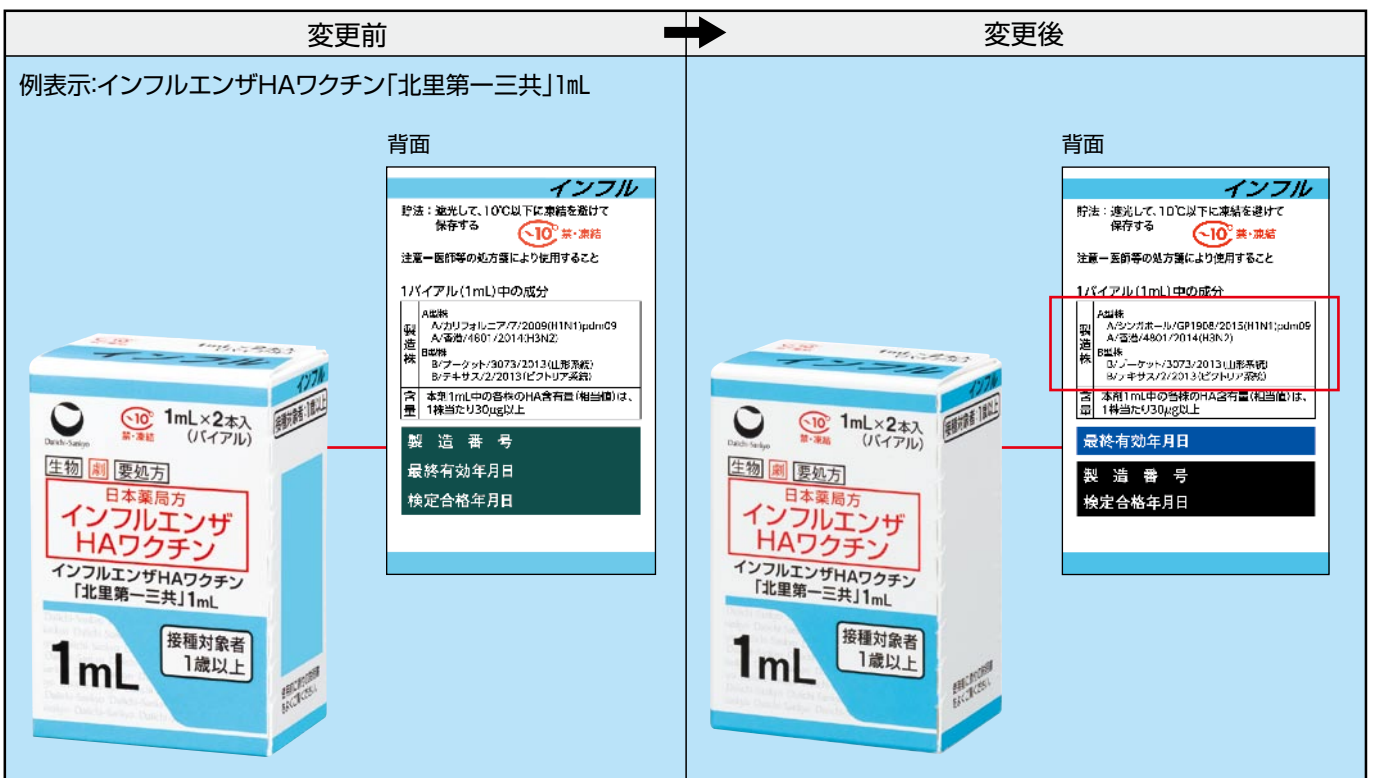 変更前
変更後
例表示:インフルエンザHAワクチン「北里第一三共」1mL
背面
インフル
貯法:遮光して、10℃以下に凍結を避けて
保存する
10° 禁・凍結
注意ー医師等の処方箋により使用すること
1バイアル(1mL)中の成分
製造株
A型株
A/カリフォルニア/7/2009(H1N1)pdm09
A/香港/4801/2014(H3N2)
B型株
B/プーケット/3073/2013(山形系統)
B/テキサス/2/2013(ビクトリア系統)
含量
本剤1mL中の各株のHA含有量(相当値)は、
1株当たり30μg以上
製造番号
最終有効年月日
検定合格年月日
インフル
Daiichi-Sankyo
10° 禁・凍結
1mL×2本入
(バイアル)
接種対象者:1歳以上
生物 劇 要処方
日本薬局方
インフルエンザ
HAワクチン
インフルエンザHAワクチン
「北里第一三共」1mL
1mL
接種対象者
1歳以上
背面
インフル
貯法:遮光して、10℃以下に凍結を避けて
保存する
10° 禁・凍結
注意ー医師等の処方箋により使用すること
1バイアル(1mL)中の成分
製造株
A型株
A/シンガポール/GP1908/2015(H1N1)pdm09
A/香港/4801/2014(H3N2)
B型株
B/プーケット/3073/2013(山形系統)
B/テキサス/2/2013(ビクトリア系統)
含量
本剤1mL中の各株のHA含有量(相当値)は、
1株当たり30μg以上
最終有効年月日
製造番号
検定合格年月日
インフル
Daiichi-Sankyo
10° 禁・凍結
1mL×2本入
(バイアル)
接種対象者:1歳以上
生物 劇 要処方
日本薬局方
インフルエンザ
HAワクチン
インフルエンザHAワクチン
「北里第一三共」1mL
1mL
接種対象者
1歳以上